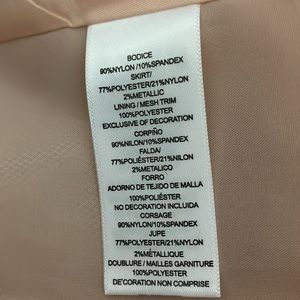 BODICE
90%NYLON /10%SPANDEX
SKIRT/
77%POLYESTER/21%NYLON
2%METALLIC
LINING / MESH TRIM
100%POLYESTER
EXCLUSIVE OF DECORATION
CORPIÑO
90%NILON/10%SPANDEX
FALDA/
77%POLIÉSTER/21%NILON
2%METALICO
FORRO
ADORNO DE TEJIDO DE MALLA
100%POLIÉSTER
NO DECORATION INCLUIDA
CORSAGE
90%NYLON/10%SPANDEX
JUPE
77%POLYESTER/21%NYLON
2%MÉTALLIQUE
DOUBLURE / MAILLES GARNITURE
100%POLYESTER
DE'CORATION NON COMPRISE